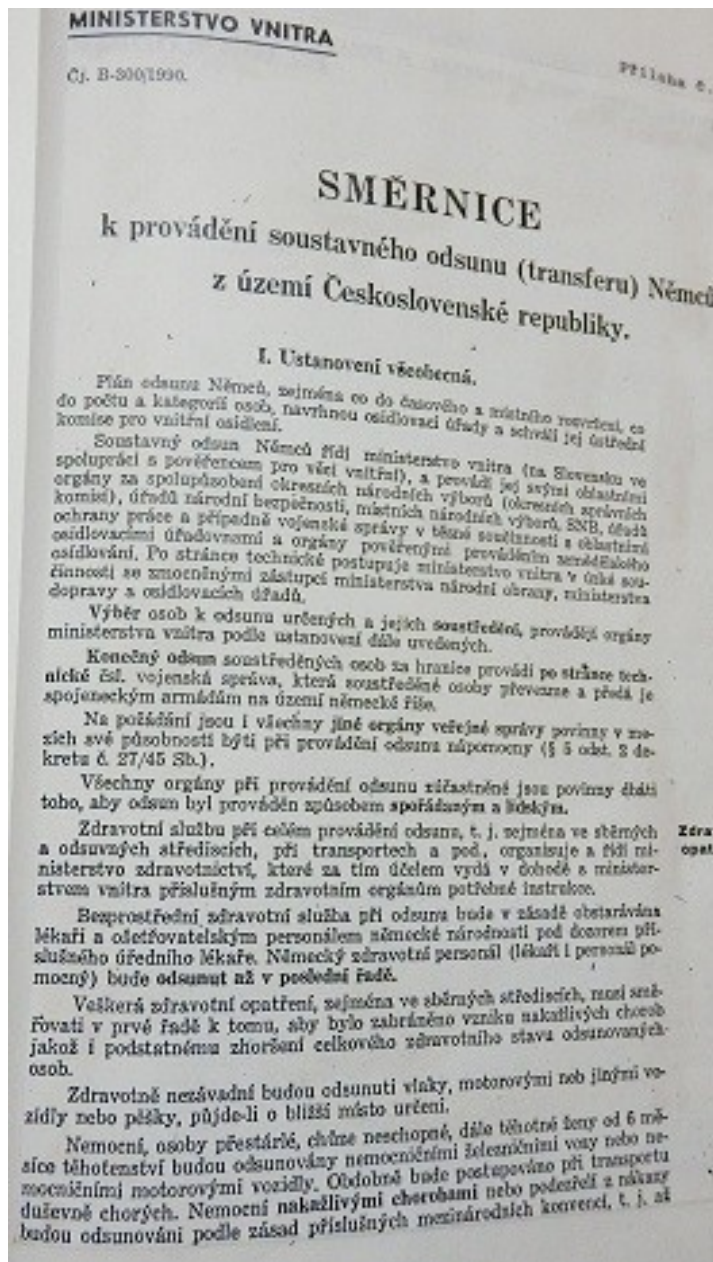 MINISTERSTVO VNITRA
Příloha č.
Čj. B-300/1990.
SMĚRNICE
k provádění soustavného odsunu (transferu) Němců
z území Československé republiky.
I. Ustanovení všeobecná.
Plán odsunu Němců, zejména co do časového a místního rozvržení, co
do počtu a kategorií osob, navrhnou osidlovací úřady a schválí jej ústřední
komise pro vnitřní osídlení.
Soustavný odsun Němců řídí ministerstvo vnitra (na Slovensku ve
spolupráci s pověřencem pro věci vnitřní), a provádí jej svými oblastními
orgány za spolupůsobení okresních národních výborů (okresních správních
komisí), úřadů národní bezpečnosti, místních národních výborů, SNB, úřadů
ochrany práce a případně vojenské správy v těsné součinnosti s oblastními
osidlovacími úřadovnami a orgány pověřenými prováděním zemědělského
osídlování. Po stránce technické postupuje ministerstvo vnitra v úzké sou-
činnosti se zmocněnými zástupci ministerstva národní obrany, ministerstva
dopravy a osidlovacích úřadů.
Výběr osob k odsunu určených a jejich soustředění, provádějí orgány
ministerstva vnitra podle ustanovení dále uvedených.
Konečný odsun soustředěných osob za hranice provádí po stránce tech-
nické čsl. vojenská správa, která soustředěné osoby převezme a předá je
spojeneckým armádám na území německé říše.
Na požádání jsou i všechny jiné orgány veřejné správy povinny v me-
zích své působnosti býti při provádění odsunu nápomocny (§ 5 odst. 2 de-
kretu č. 27/45 Sb.).
Všechny orgány při provádění odsunu zúčastněné jsou povinny dbáti
toho, aby odsun byl prováděn způsobem spořádaným a lidským.
Zdravotní službu při celém provádění odsunu, t. j. zejména ve sběrných
a odsuvných střediscích, při transportech a pod., organisuje a řídí mi-
nisterstvo zdravotnictví, které za tím účelem vydá v dohodě s minister-
stvem vnitra příslušným zdravotním orgánům potřebné instrukce.
Zdra
opat
Bezprostřední zdravotní služba při odsunu bude v zásadě obstarávána
lékaři a ošetřovatelským personálem německé národnosti pod dozorem pří-
slušného úředního lékaře. Německý zdravotní personál (lékaři i personál po-
mocný) bude odsunut až v poslední řadě.
Veškerá zdravotní opatření, zejména ve sběrných střediscích, musí smě-
řovati v prvé řadě k tomu, aby bylo zabráněno vzniku nakažlivých chorob
jakož i podstatnému zhoršení celkového zdravotního stavu odsunovaných
osob.
Zdravotně nezávadní budou odsunuti vlaky, motorovými neb jinými vo-
zidly nebo pěšky, půjde-li o bližší místo určení.
Nemocní, osoby přestárlé, chůze neschopné, dále těhotné ženy od 6 mě-
síce těhotenství budou odsunovány nemocničními železničními vozy nebo ne-
mocničními motorovými vozidly. Obdobně bude postupováno při transportu
duševně chorých. Nemocní nakažlivými chorobami nebo podezřelí z nákazy
budou odsunováni podle zásad příslušných mezinárodních konvencí, t. j. až